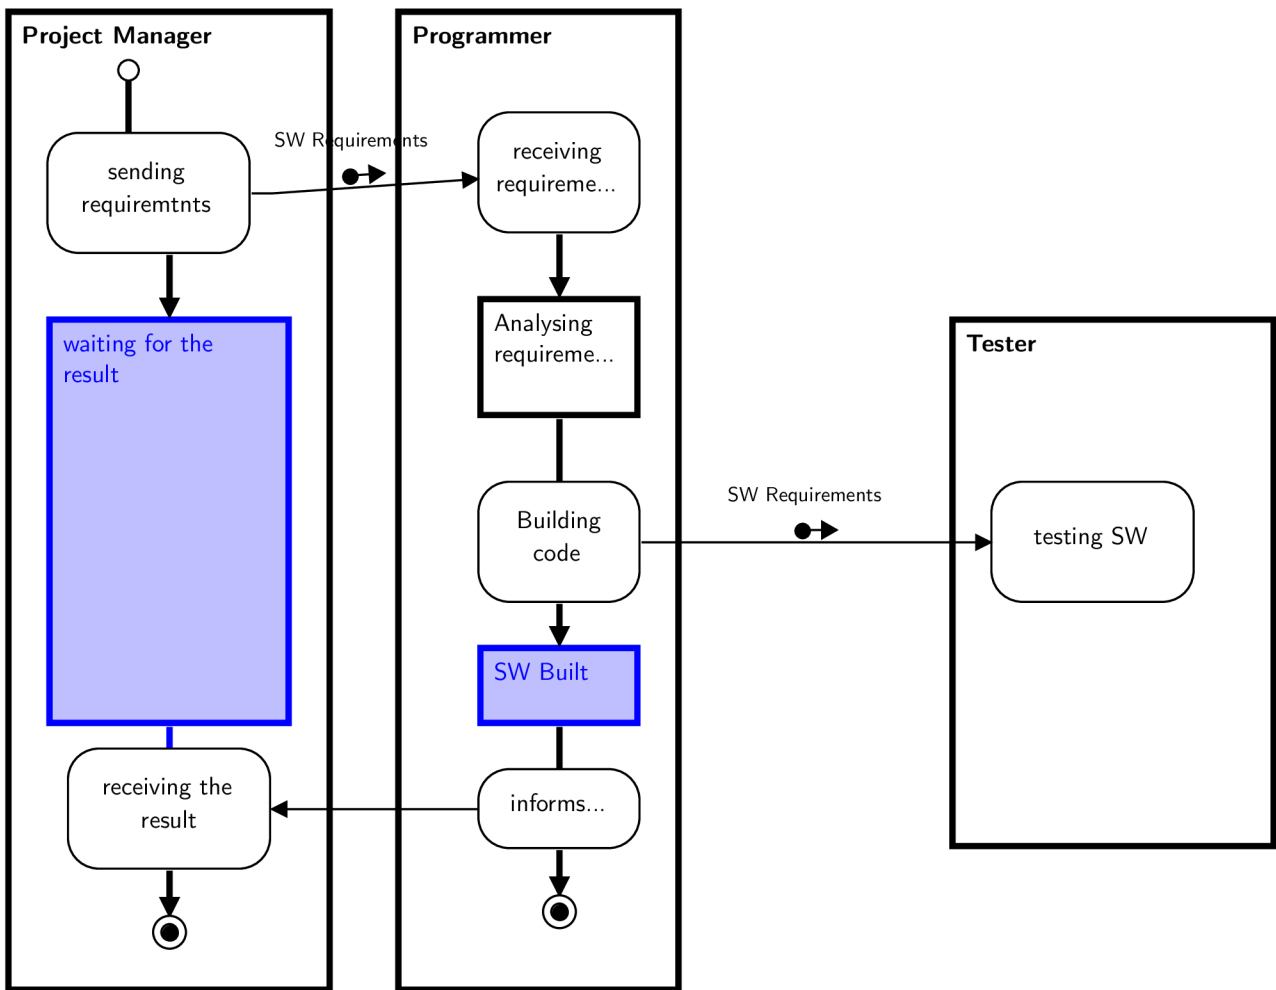 Project Manager
sending
requiremtnts
waiting for the
result
receiving the
result
SW Requirements
Programmer
receiving
requireme...
Analysing
requireme...
Building
code
SW Built
informs...
SW Requirements
Tester
testing SW